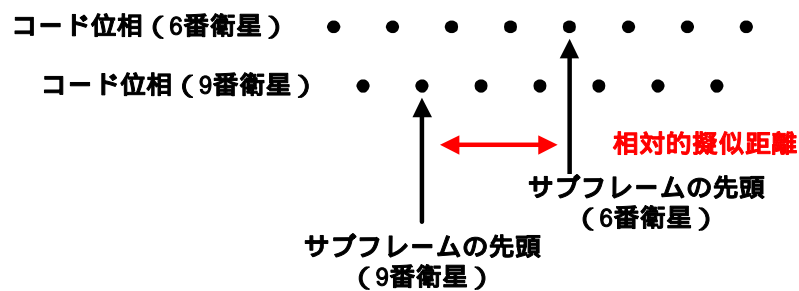 コード位相(6番衛星)
コード位相(9番衛星)
相対的擬似距離
サブフレームの先頭
(6番衛星)
サブフレームの先頭
(9番衛星)